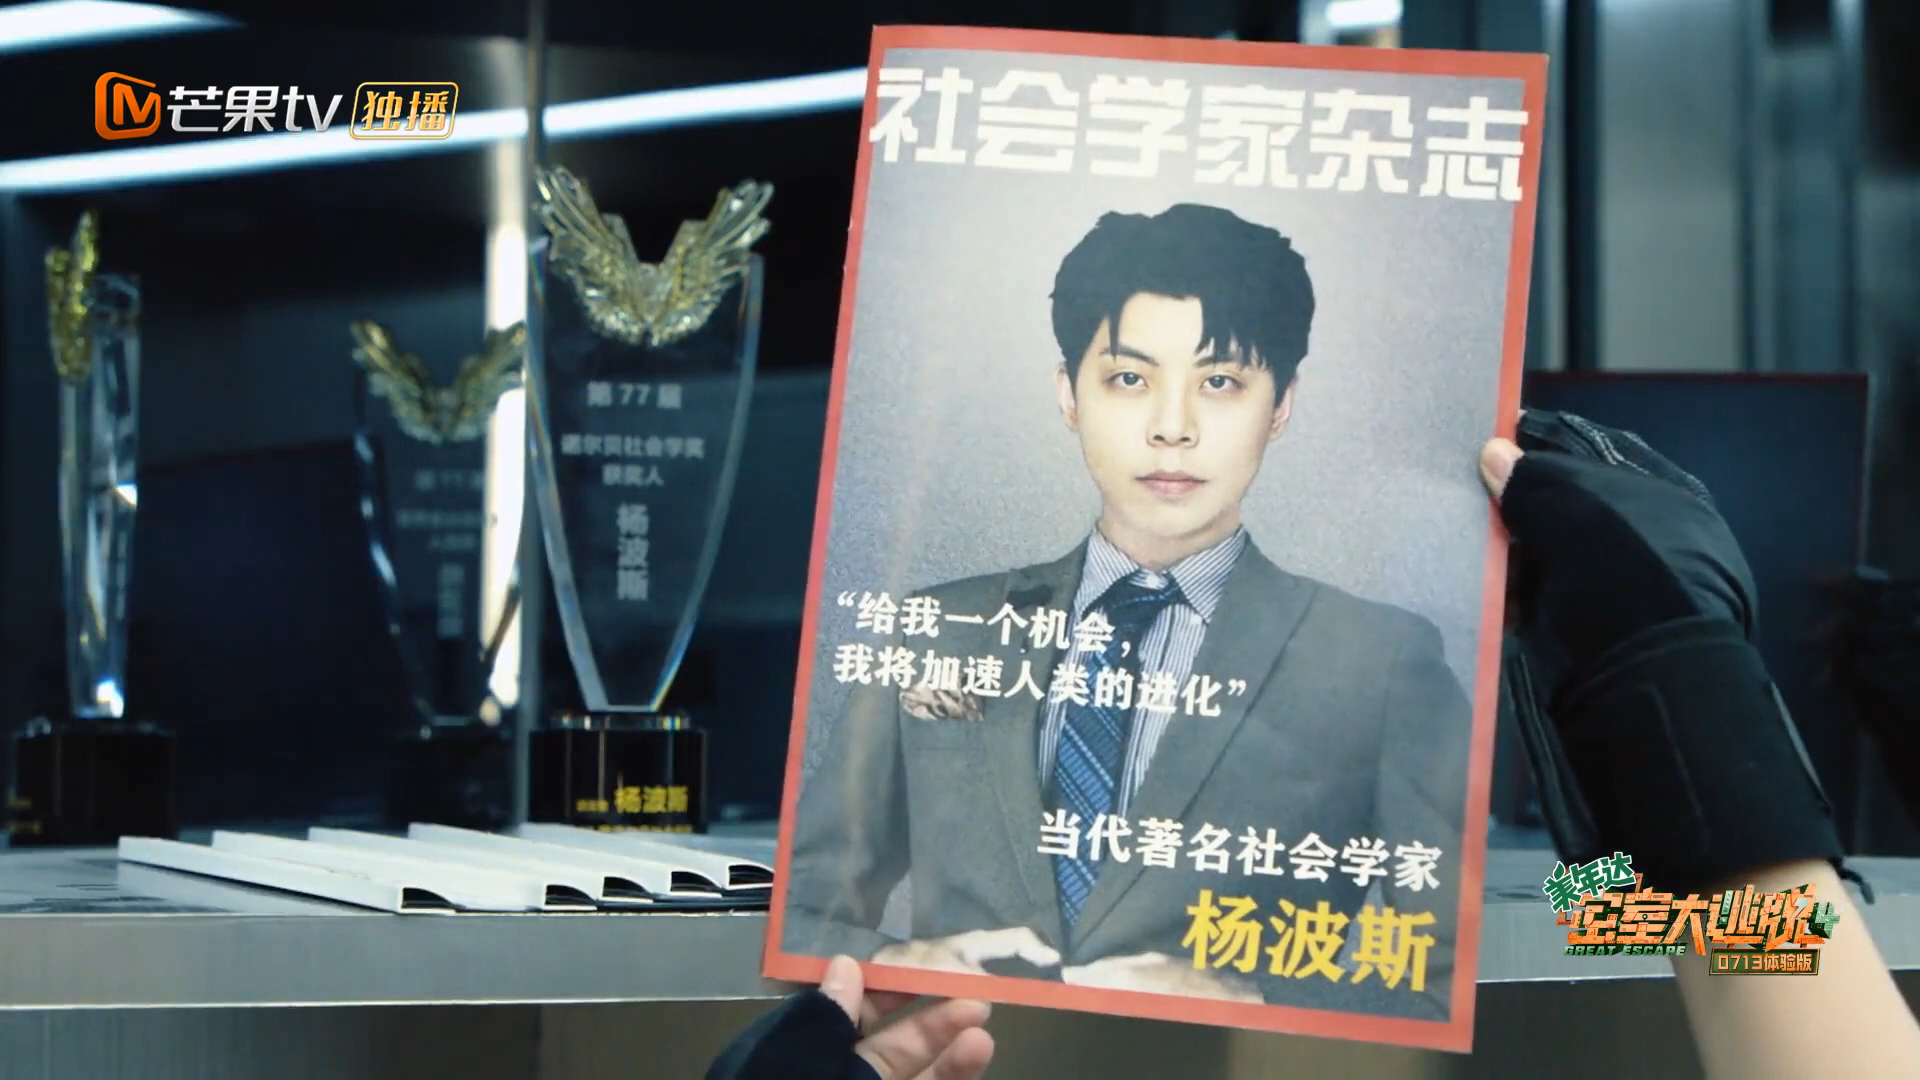 芒果tv 独播
社会学家杂志
“给我一个机会，
我将加速人类的进化”
当代著名社会学家
杨波斯
第77届
诺尔贝社会学奖
获奖人
杨波斯
杨波斯
美年达
密室大逃脱4
GREAT ESCAPE
0713体验版